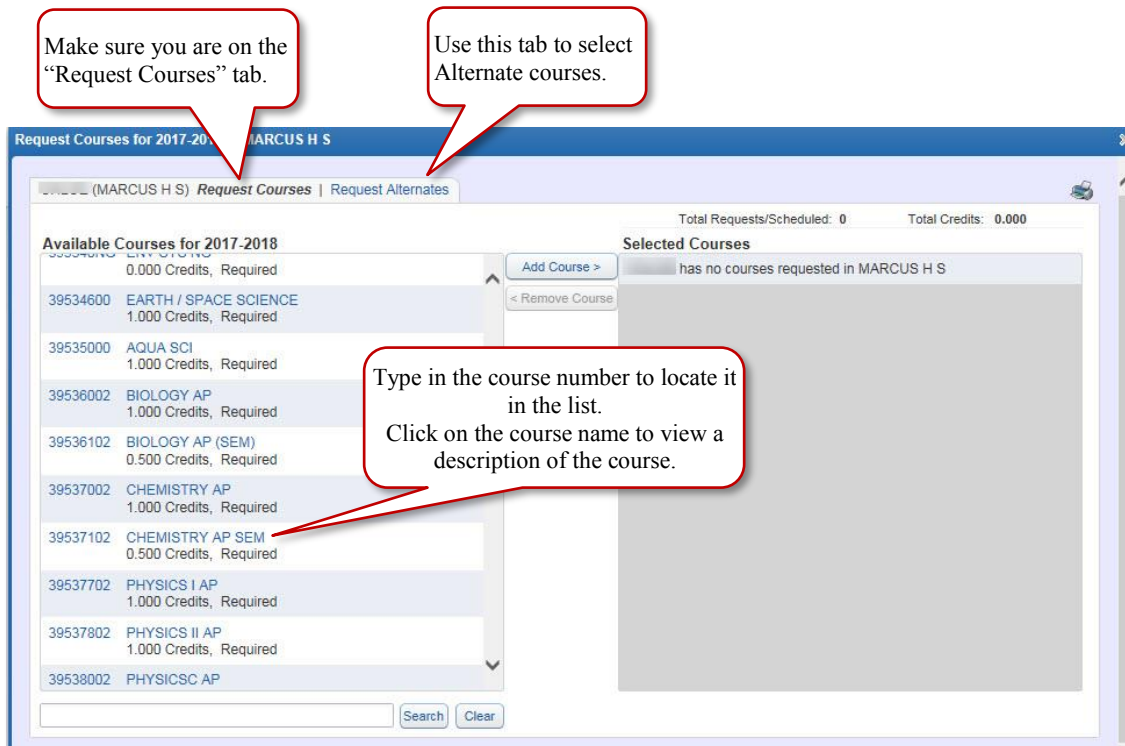 Make sure you are on the
“Request Courses” tab.
Use this tab to select
Alternate courses.
Request Courses for 2017-20 MARCUS H S
(MARCUS H S) Request Courses | Request Alternates
Total Requests/Scheduled: 0 Total Credits: 0.000
Available Courses for 2017-2018
Selected Courses
0.000 Credits, Required
Add Course >
has no courses requested in MARCUS H S
< Remove Course
39534600 EARTH / SPACE SCIENCE
1.000 Credits, Required
39535000 AQUA SCI
1.000 Credits, Required
39536002 BIOLOGY AP
1.000 Credits, Required
39536102 BIOLOGY AP (SEM)
0.500 Credits, Required
Type in the course number to locate it
in the list.
Click on the course name to view a
description of the course.
39537002 CHEMISTRY AP
1.000 Credits, Required
39537102 CHEMISTRY AP SEM
0.500 Credits, Required
39537702 PHYSICS I AP
1.000 Credits, Required
39537802 PHYSICS II AP
1.000 Credits, Required
39538002 PHYSICSC AP
Search Clear